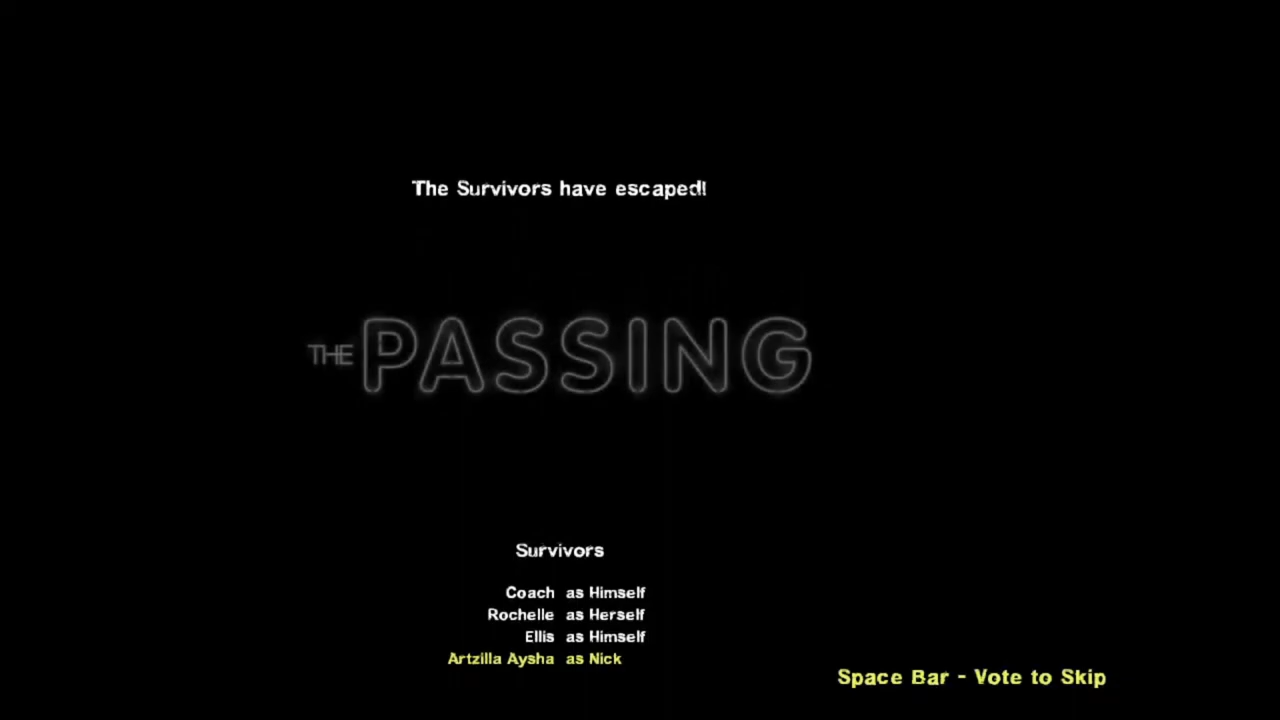 The Survivors have escaped!
THE PASSING
Survivors
Coach as Himself
Rochelle as Herself
Ellis as Himself
Artzilla Aysha as Nick
Space Bar - Vote to Skip